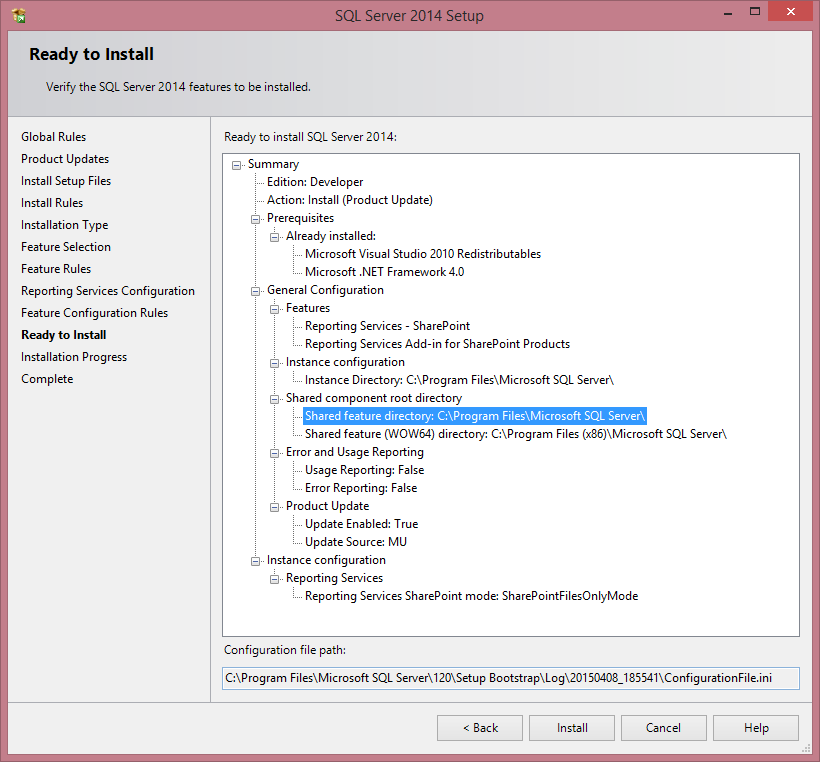 SQL Server 2014 Setup
Ready to Install
Verify the SQL Server 2014 features to be installed.
Global Rules
Product Updates
Install Setup Files
Install Rules
Installation Type
Feature Selection
Feature Rules
Reporting Services Configuration
Feature Configuration Rules
Ready to Install
Installation Progress
Complete
Ready to install SQL Server 2014:
Summary
Edition: Developer
Action: Install (Product Update)
Prerequisites
Already installed:
Microsoft Visual Studio 2010 Redistributables
Microsoft .NET Framework 4.0
General Configuration
Features
Reporting Services - SharePoint
Reporting Services Add-in for SharePoint Products
Instance configuration
Instance Directory: C:\Program Files\Microsoft SQL Server\
Shared component root directory
Shared feature directory: C:\Program Files\Microsoft SQL Server\
Shared feature (WOW64) directory: C:\Program Files (x86)\Microsoft SQL Server\
Error and Usage Reporting
Usage Reporting: False
Error Reporting: False
Product Update
Update Enabled: True
Update Source: MU
Instance configuration
Reporting Services
Reporting Services SharePoint mode: SharePointFilesOnlyMode
Configuration file path:
C:\Program Files\Microsoft SQL Server\120\Setup Bootstrap\Log\20150408_185541\ConfigurationFile.ini
< Back
Install
Cancel
Help